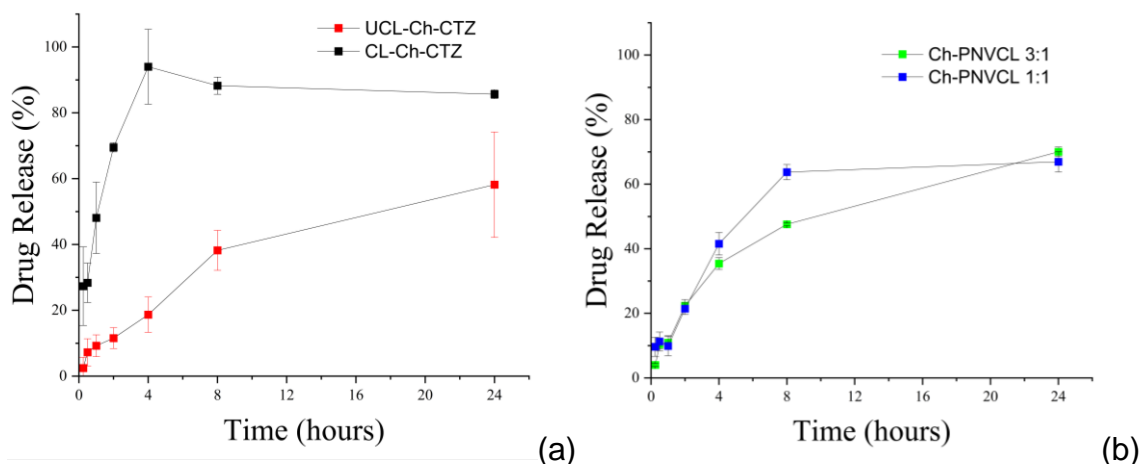 UCL-Ch-CTZ
CL-Ch-CTZ
Drug Release (%)
100
80
60
40
20
0
0 4 8 12 16 20 24
Time (hours)
(a)
Ch-PNVCL 3:1
Ch-PNVCL 1:1
Drug Release (%)
100
80
60
40
20
0
0 4 8 12 16 20 24
Time (hours)
(b)